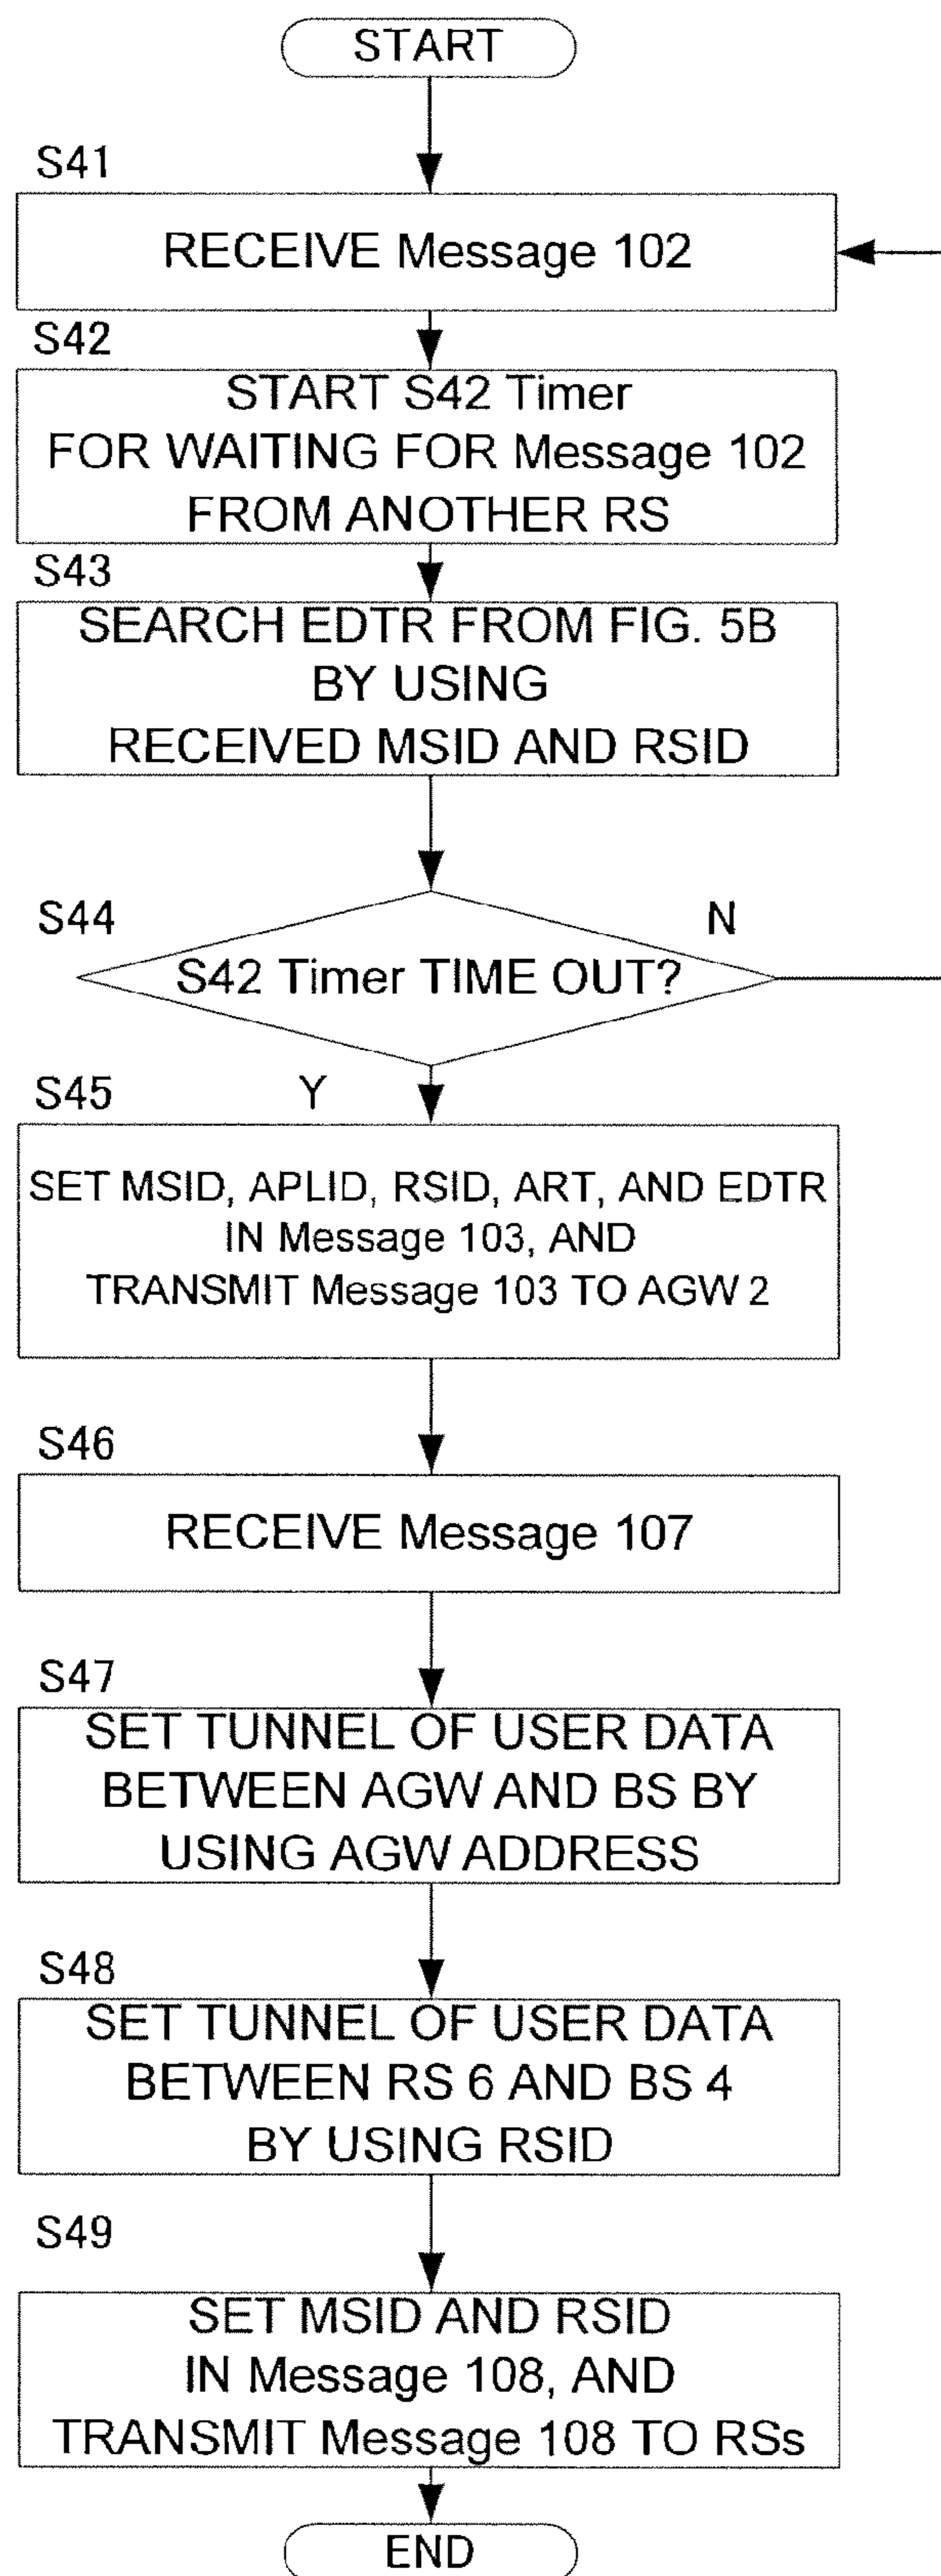 START
S41
RECEIVE Message 102
S42
START S42 Timer
FOR WAITING FOR Message 102
FROM ANOTHER RS
S43
SEARCH EDTR FROM FIG. 5B
BY USING
RECEIVED MSID AND RSID
S44
N
S42 Timer TIME OUT?
Y
S45
SET MSID, APLID, RSID, ART, AND EDTR
IN Message 103, AND
TRANSMIT Message 103 TO AGW 2
S46
RECEIVE Message 107
S47
SET TUNNEL OF USER DATA
BETWEEN AGW AND BS BY
USING AGW ADDRESS
S48
SET TUNNEL OF USER DATA
BETWEEN RS 6 AND BS 4
BY USING RSID
S49
SET MSID AND RSID
IN Message 108, AND
TRANSMIT Message 108 TO RSs
END